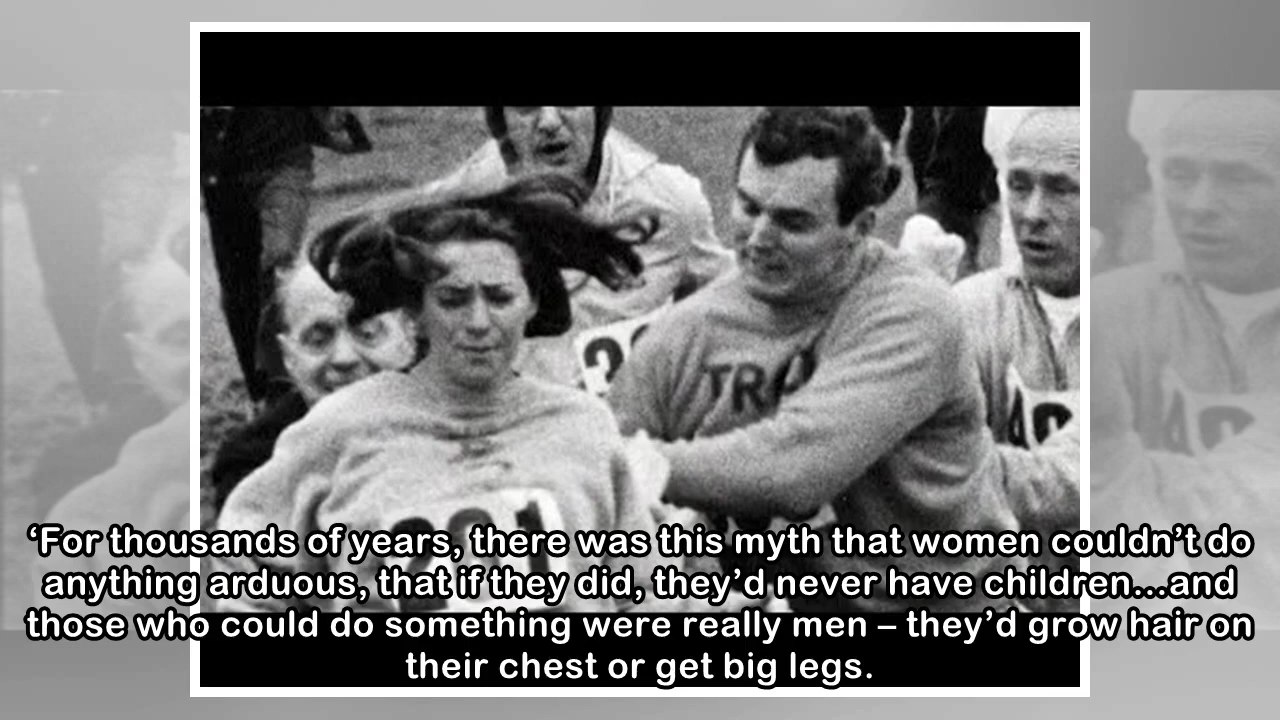 ‘For thousands of years, there was this myth that women couldn’t do
anything arduous, that if they did, they’d never have children...and
those who could do something were really men – they’d grow hair on
their chest or get big legs.